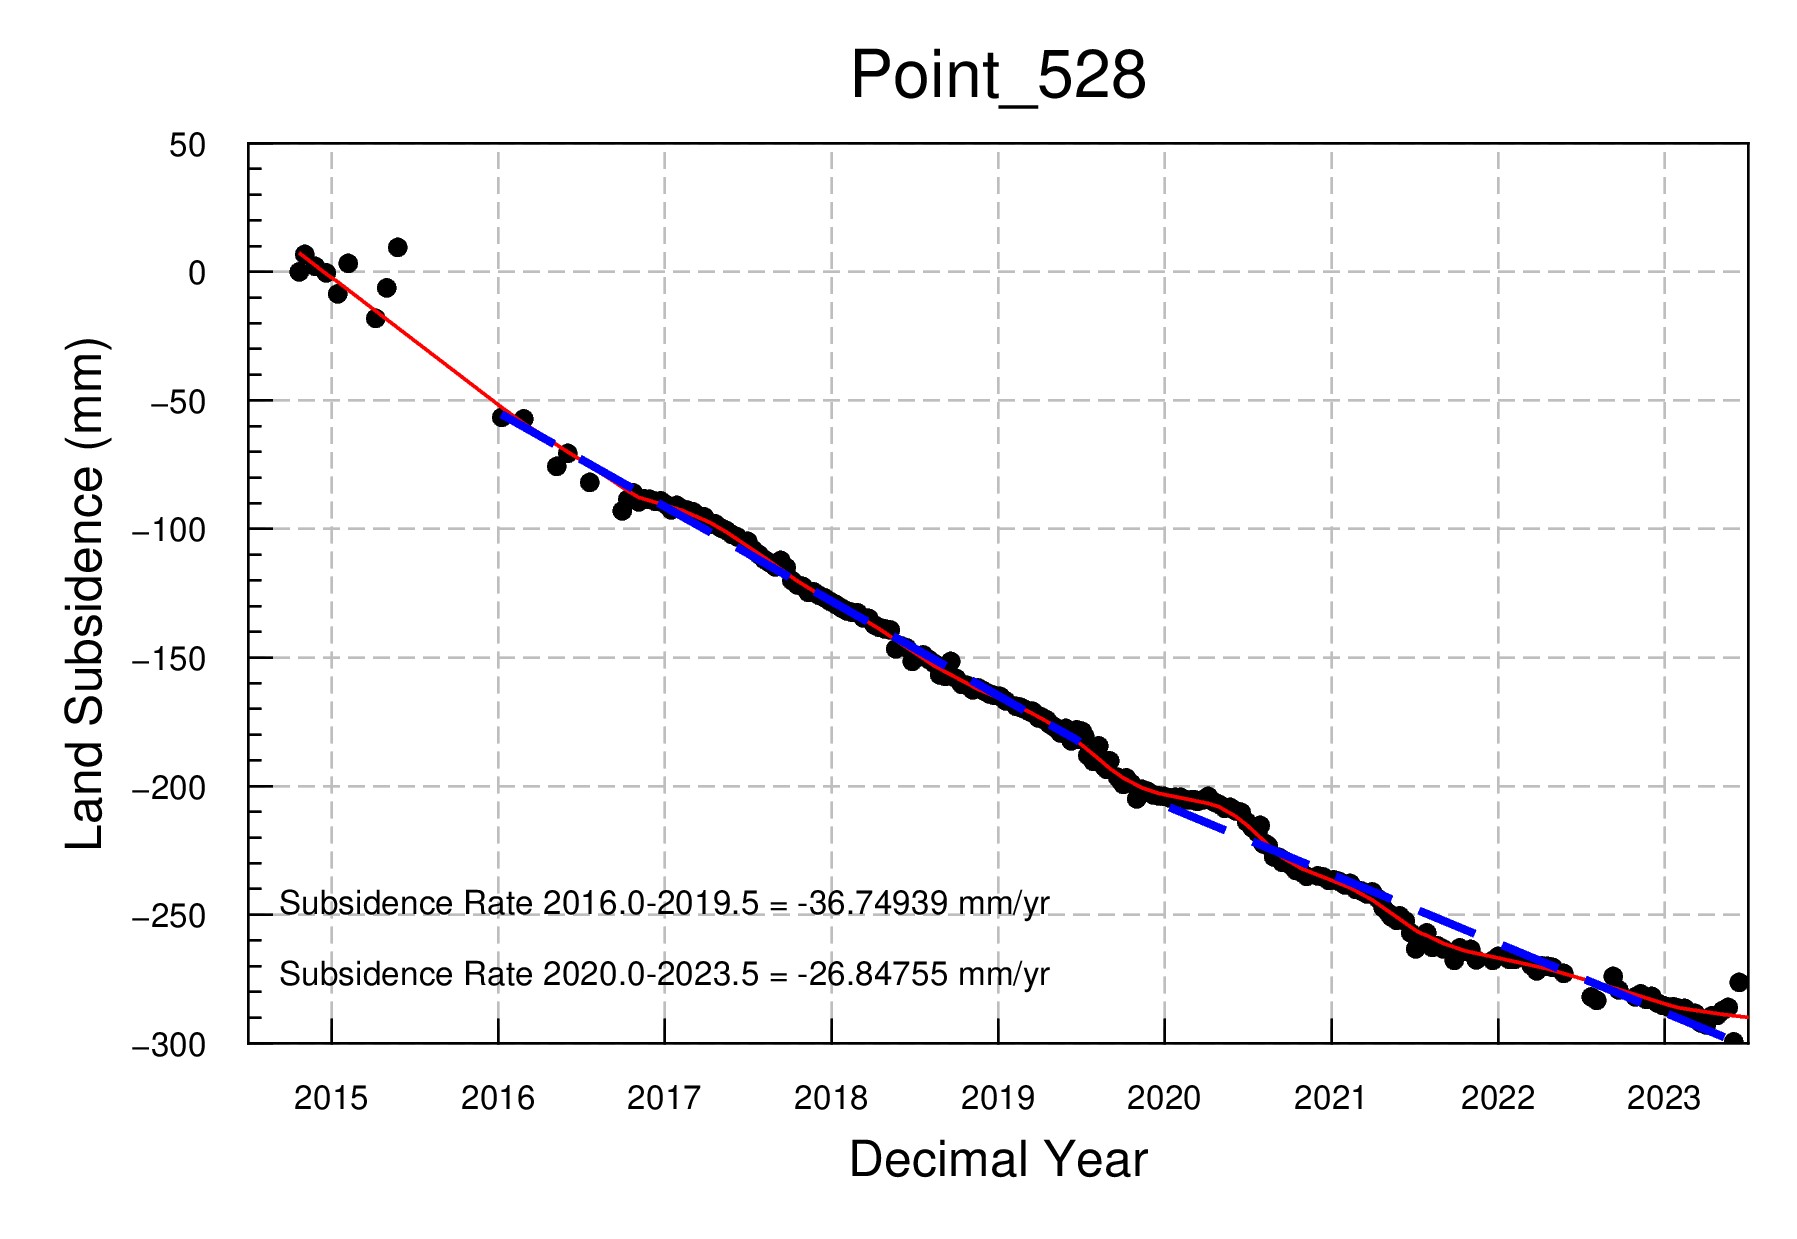 Point_528
50
0
−50
−100
−150
−200
−250
−300
Land Subsidence (mm)
Subsidence Rate 2016.0-2019.5 = -36.74939 mm/yr
Subsidence Rate 2020.0-2023.5 = -26.84755 mm/yr
2015 2016 2017 2018 2019 2020 2021 2022 2023
Decimal Year